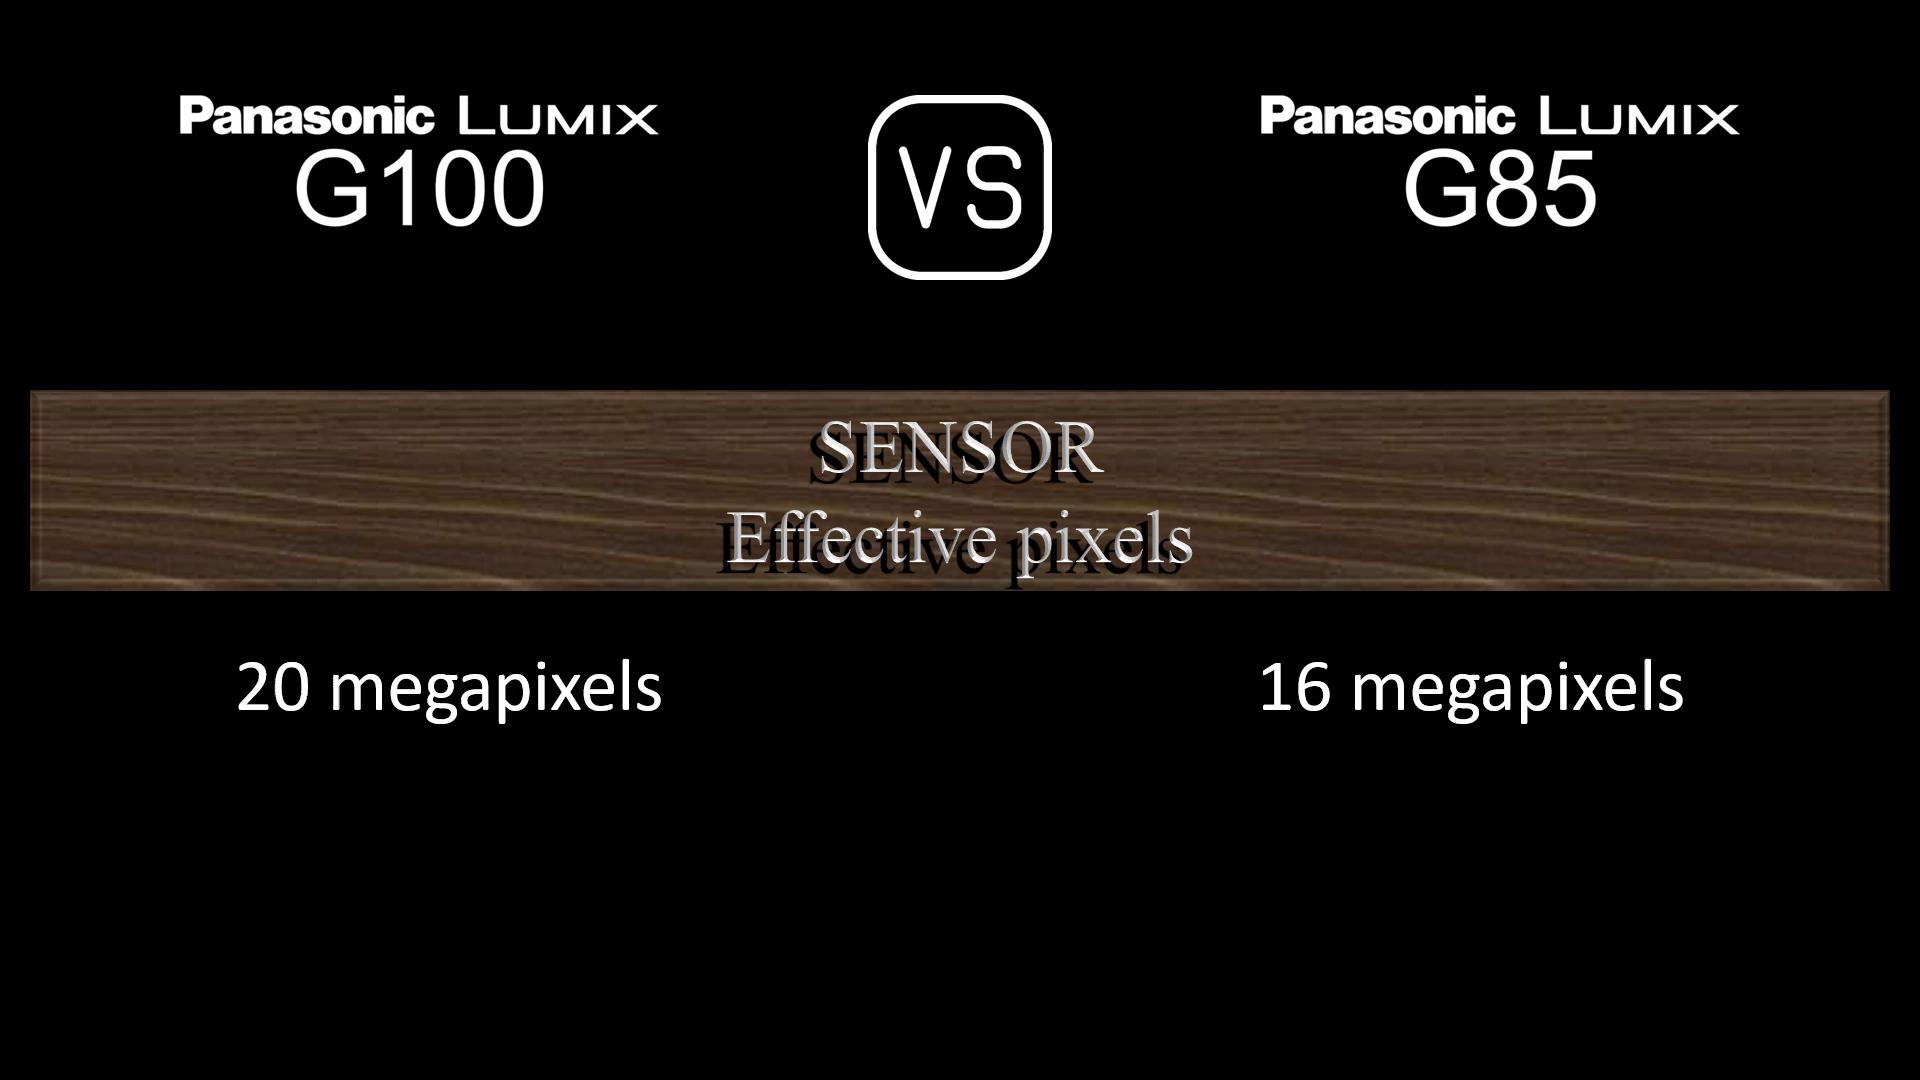 Panasonic LUMIX
G100
VS
Panasonic LUMIX
G85
SENSOR
Effective pixels
20 megapixels
16 megapixels